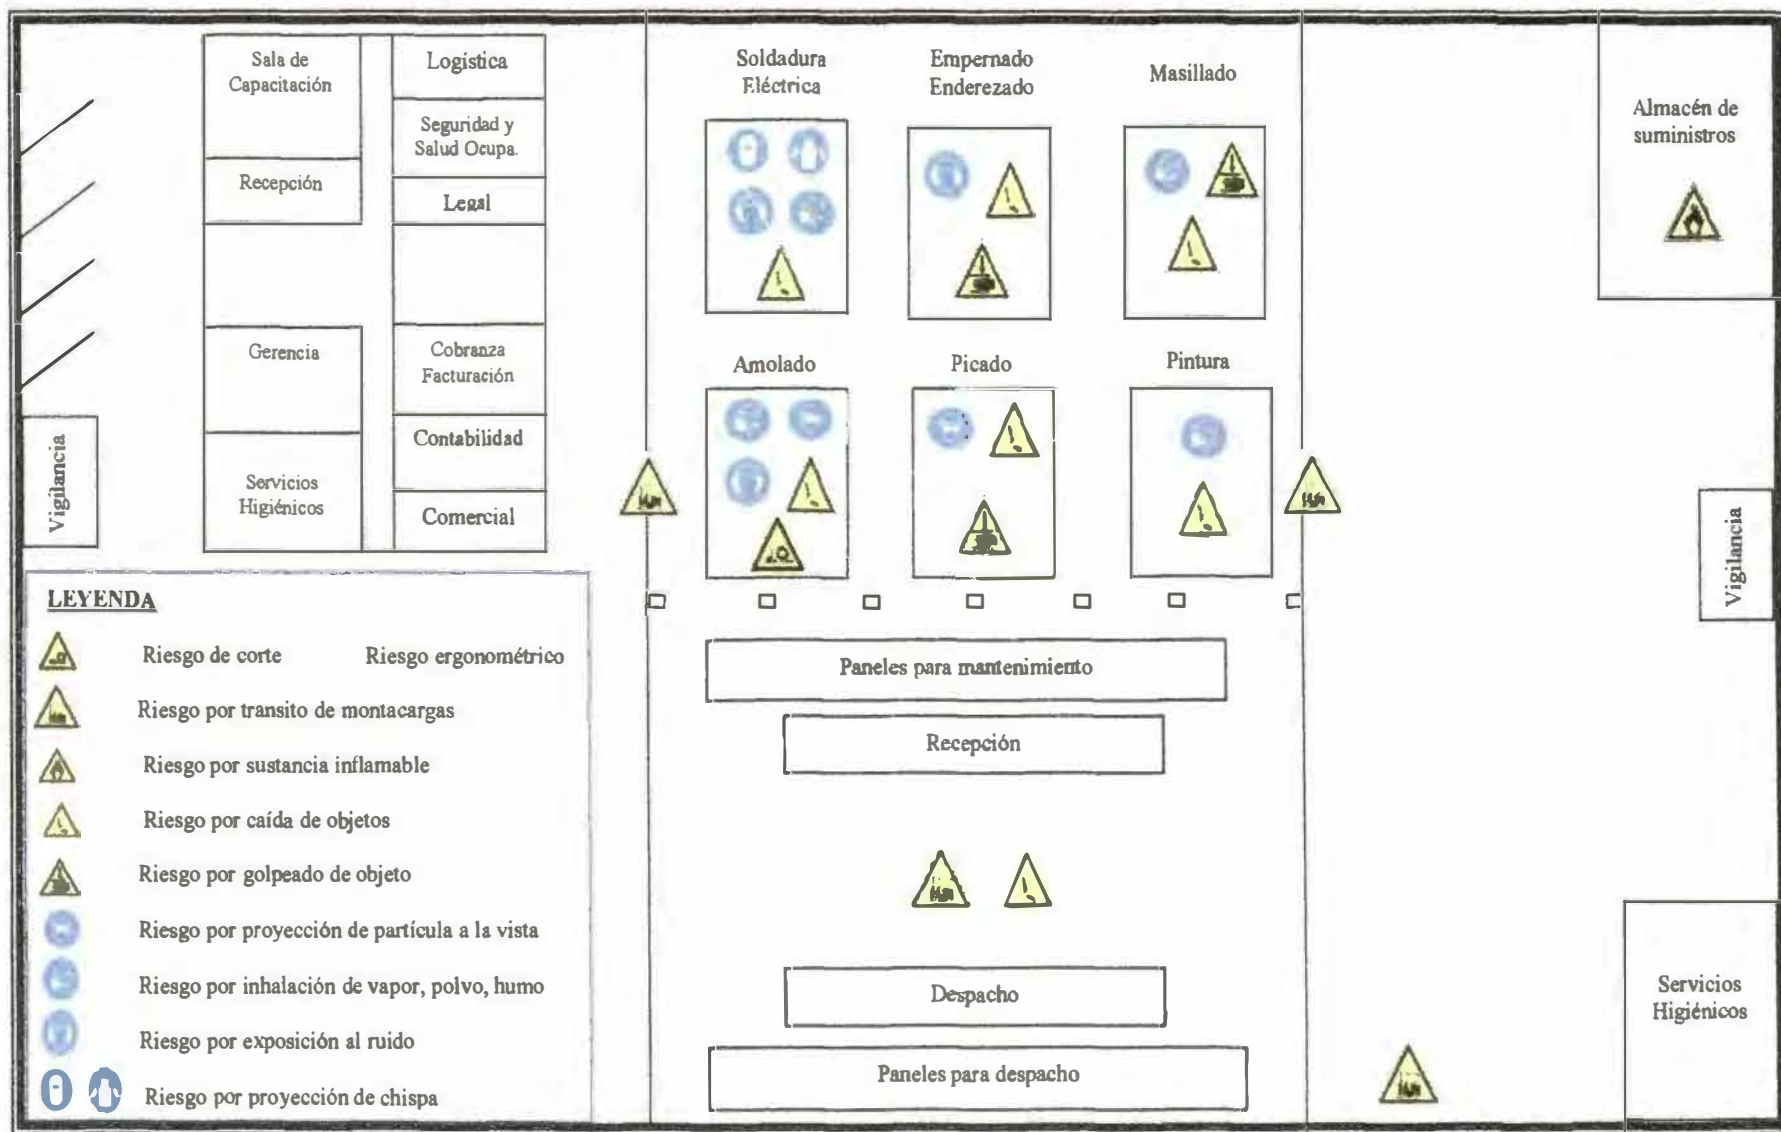 Sala de
Capacitación
Recepción
Gerencia
Servicios
Higiénicos
Logística
Seguridad y
Salud Ocupa.
Legal
Cobranza
Facturación
Contabilidad
Comercial
Vigilancia
Soldadura
Eléctrica
Empernado
Enderezado
Masillado
Amolado
Picado
Pintura
Almacén de
suministros
Vigilancia
LEYENDA
Riesgo de corte Riesgo ergonométrico
Riesgo por transito de montacargas
Riesgo por sustancia inflamable
Riesgo por caída de objetos
Riesgo por golpeado de objeto
Riesgo por proyección de partícula a la vista
Riesgo por inhalación de vapor, polvo, humo
Riesgo por exposición al ruido
Riesgo por proyección de chispa
Paneles para mantenimiento
Recepción
Despacho
Paneles para despacho
Servicios
Higiénicos